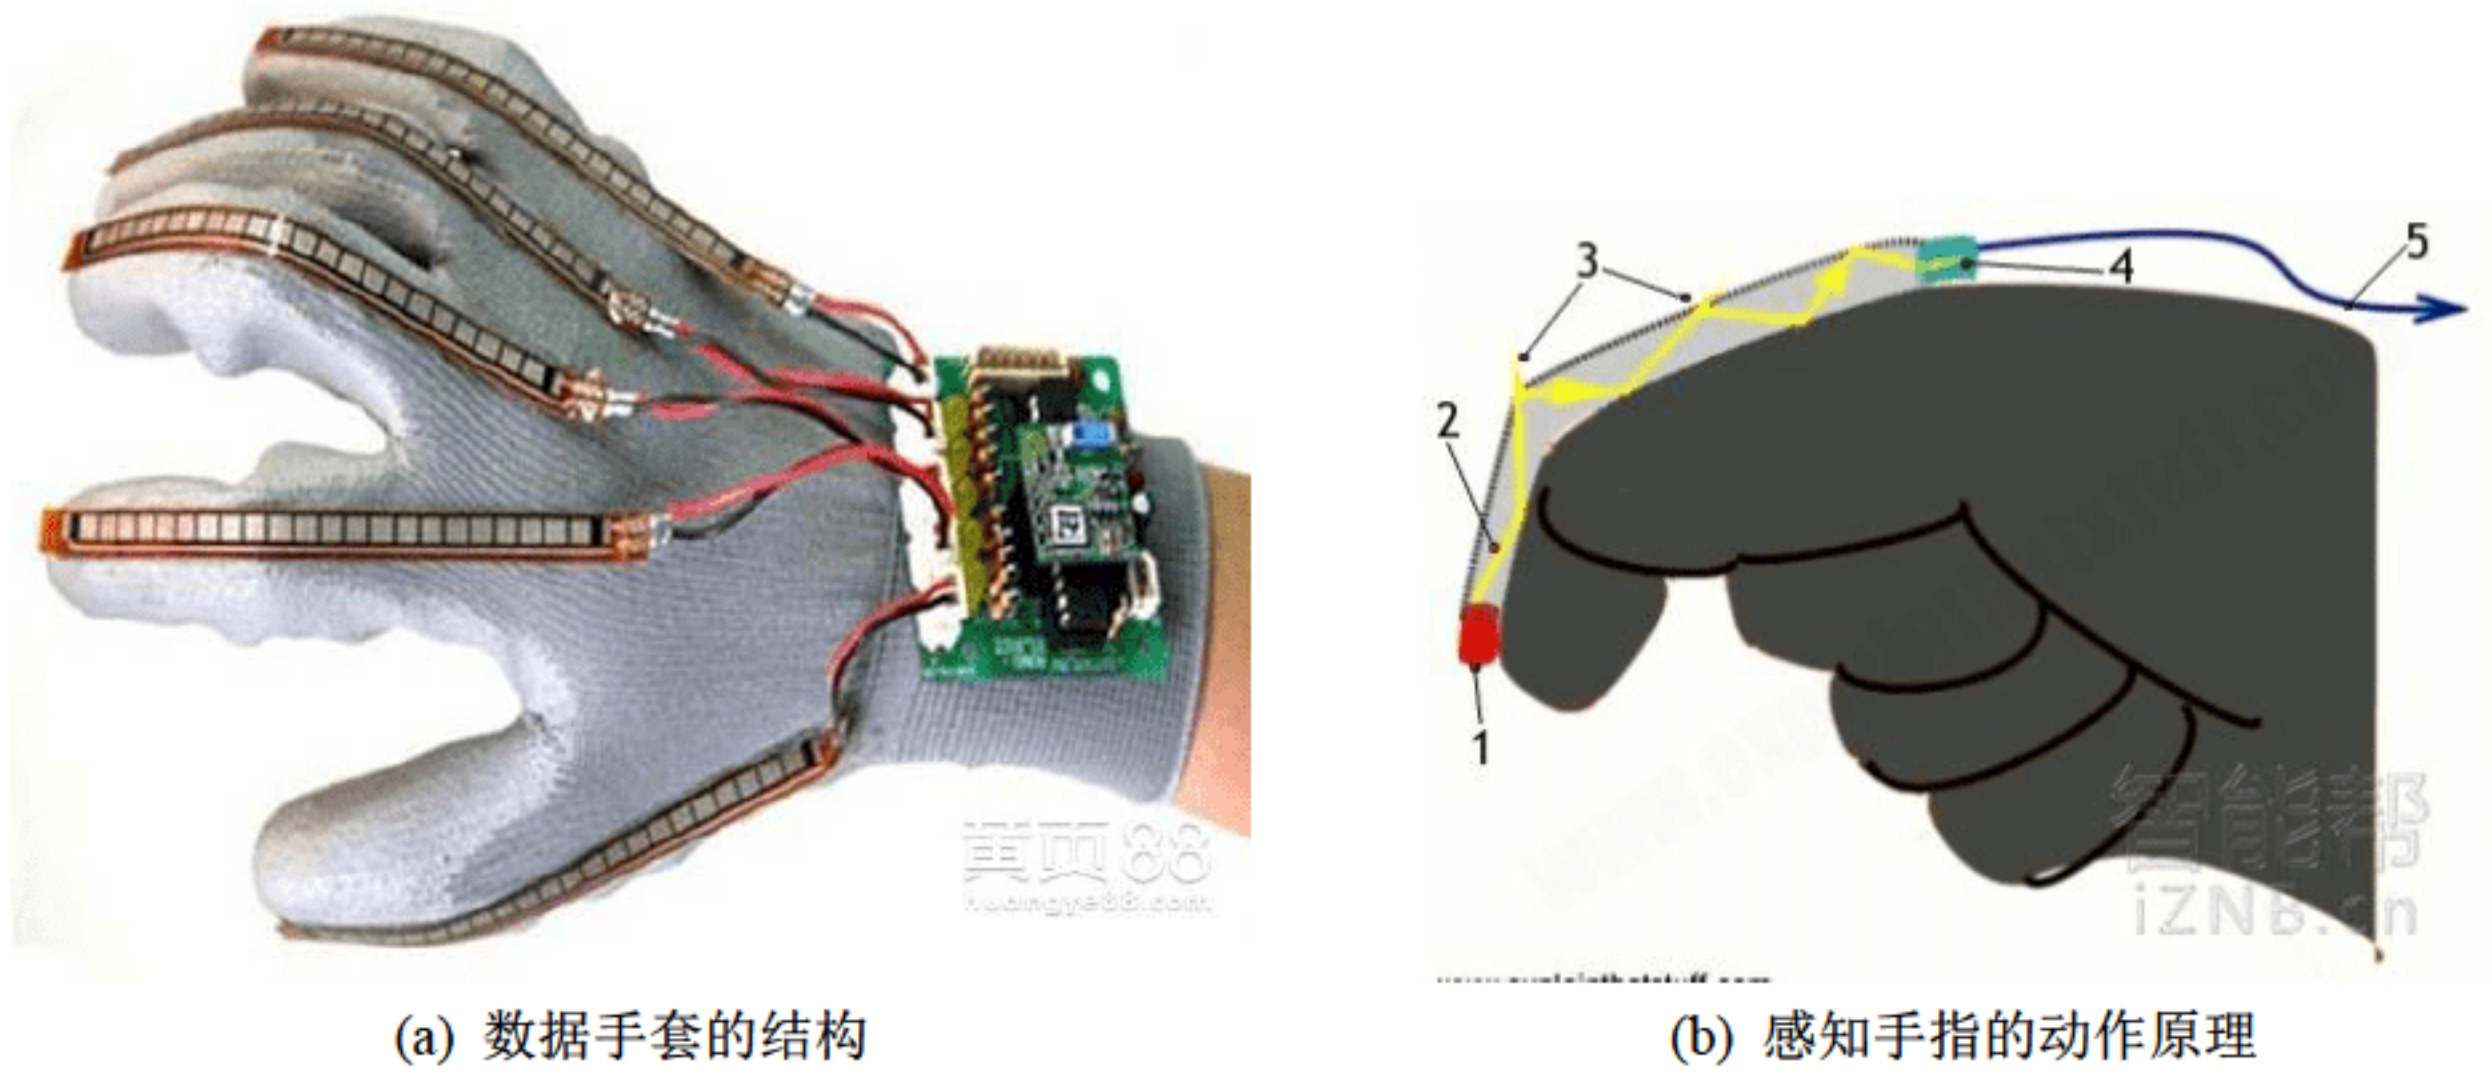 3
5
4
2
1
黄页88
huangye88.com
智能帮
iZNB.cn
(a) 数据手套的结构
(b) 感知手指的动作原理